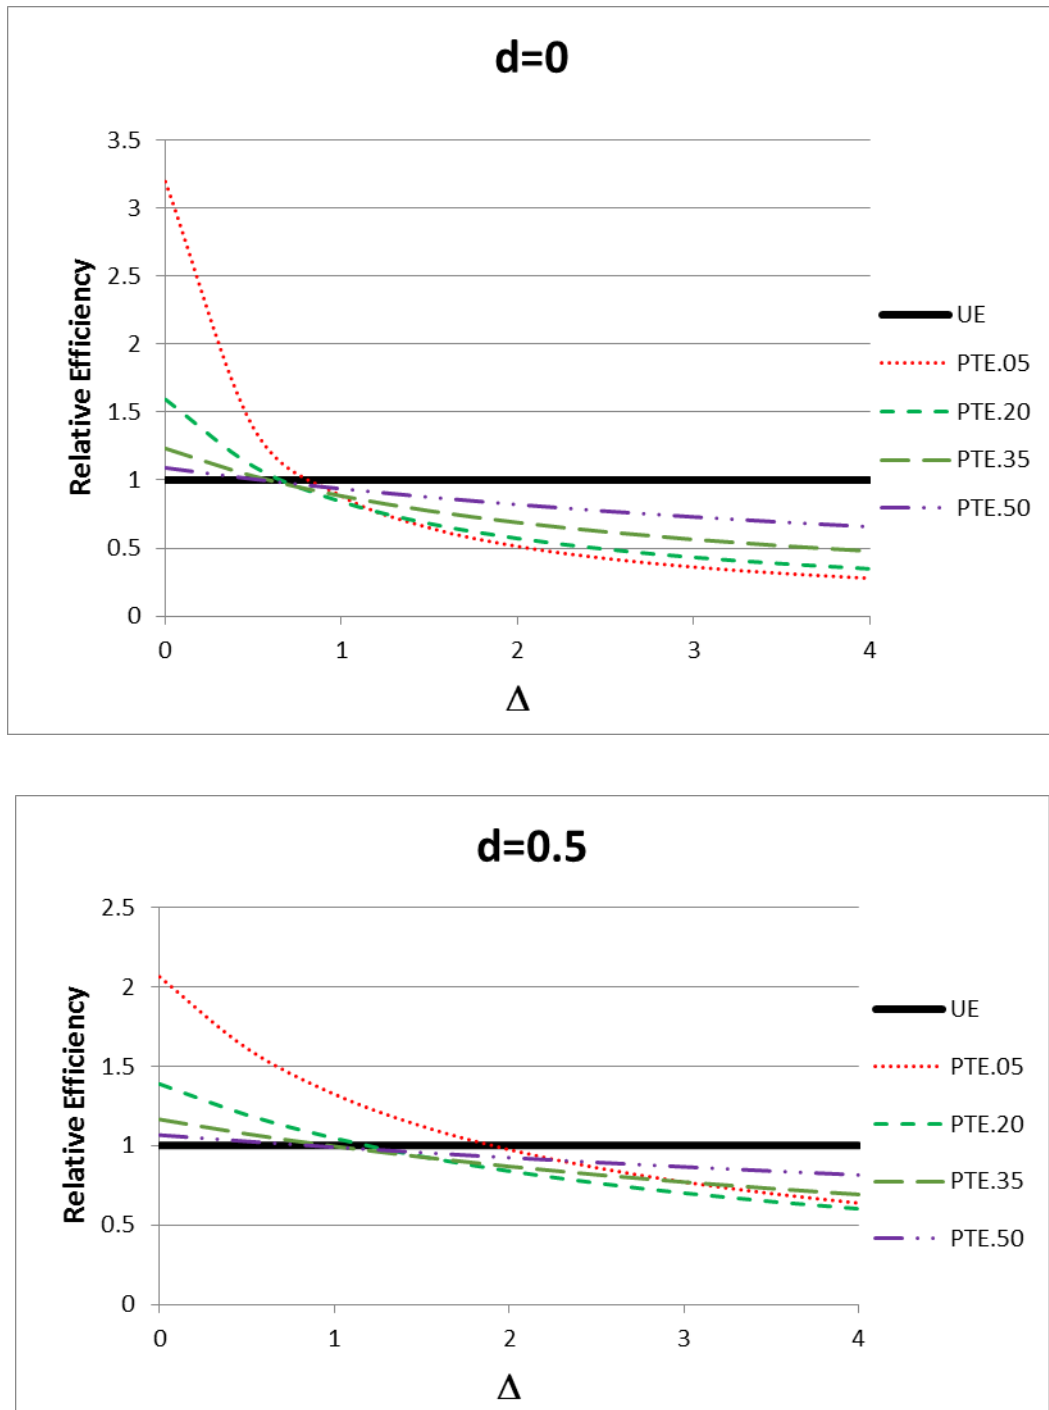 d=0
Relative Efficiency
3.5
3
2.5
2
1.5
1
0.5
0
0 1 2 3 4
Δ
UE
PTE.05
PTE.20
PTE.35
PTE.50
d=0.5
Relative Efficiency
2.5
2
1.5
1
0.5
0
0 1 2 3 4
Δ
UE
PTE.05
PTE.20
PTE.35
PTE.50